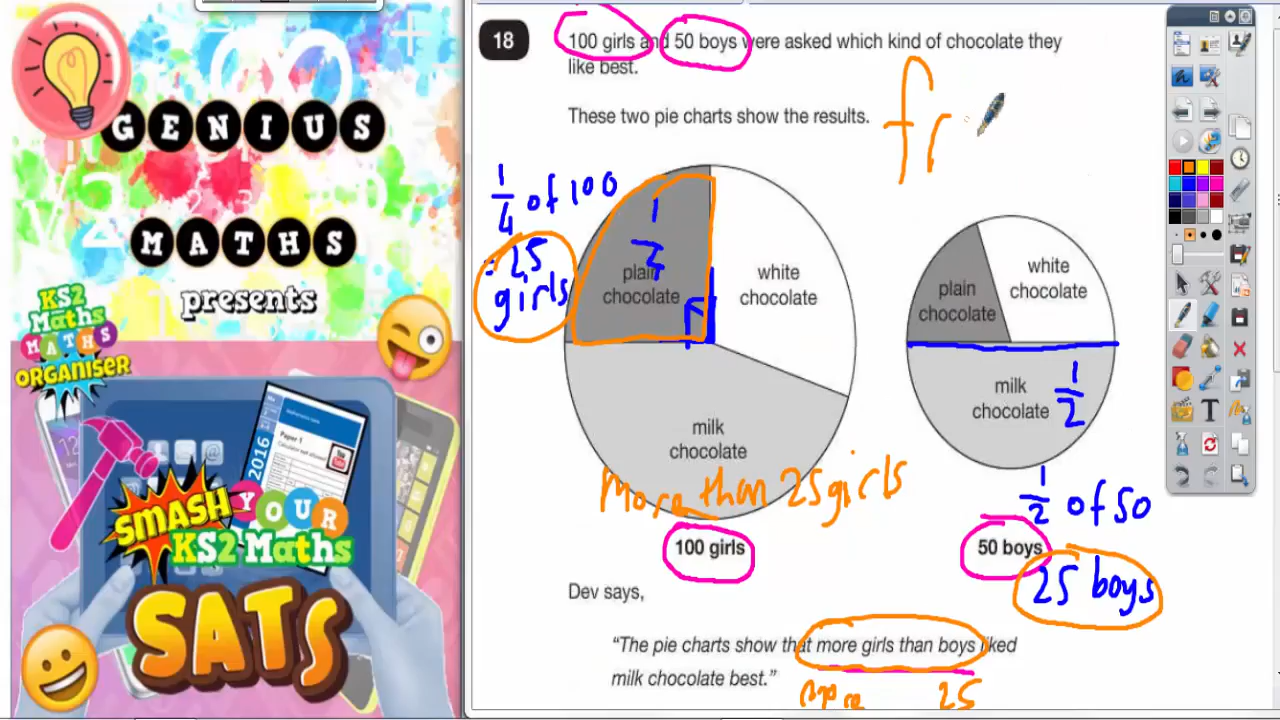 GENIUS
MATHS
presents
KS2
Maths
MATHS
ORGANISER
2016
Paper 1
SMASH
YOUR
KS2 Maths
SATS
18
100 girls and 50 boys were asked which kind of chocolate they
like best.
These two pie charts show the results.
fr
1/4 of 100
= 25
girls
plain
chocolate
white
chocolate
milk
chocolate
More than 25 girls
100 girls
plain
chocolate
white
chocolate
milk
chocolate
1/2
1/2 of 50
50 boys
25 boys
Dev says,
"The pie charts show that more girls than boys liked
milk chocolate best."
more 25